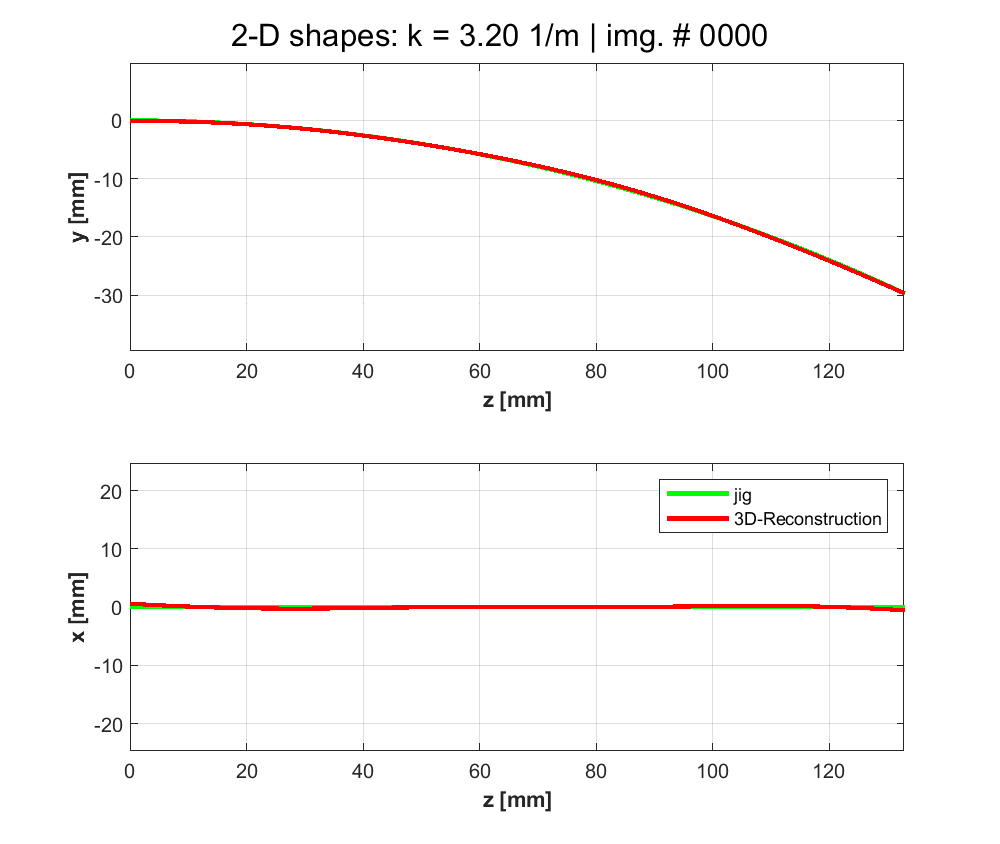 2-D shapes: k = 3.20 1/m | img. # 0000
0
-10
-20
-30
y [mm]
0 20 40 60 80 100 120
z [mm]
20
10
0
-10
-20
x [mm]
jig
3D-Reconstruction
0 20 40 60 80 100 120
z [mm]